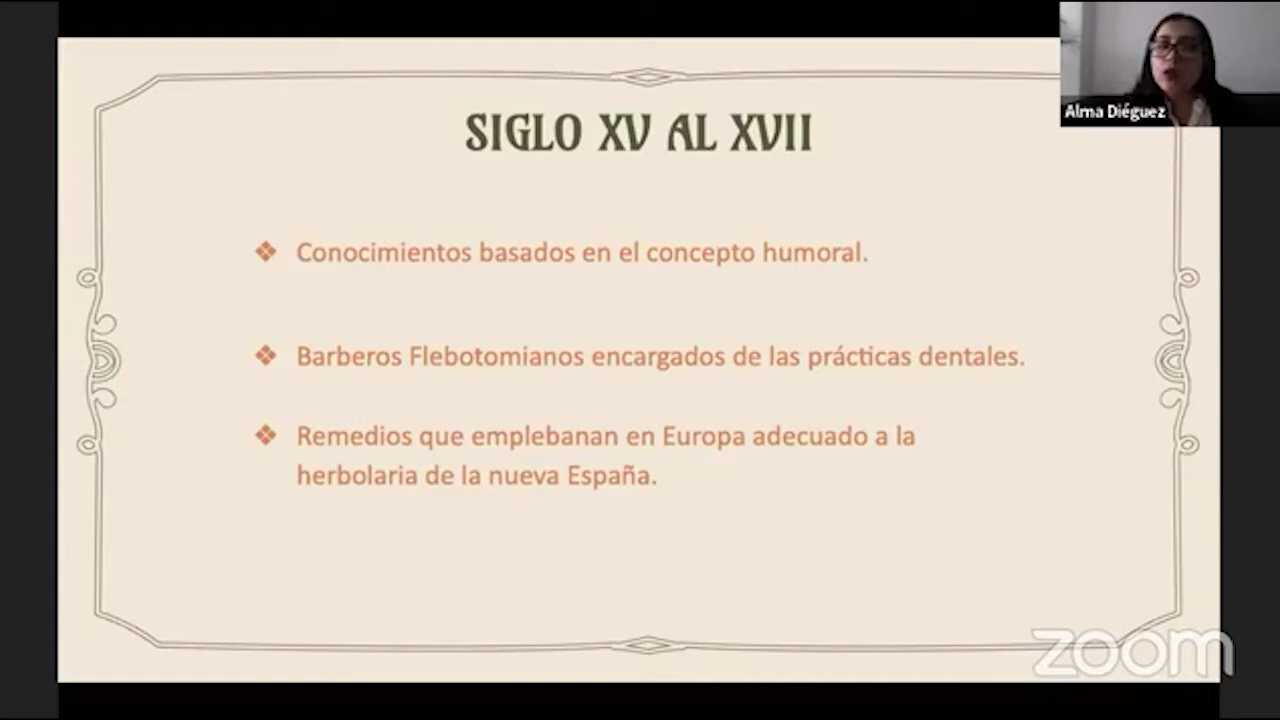 Alma Diéguez
SIGLO XV AL XVII
❖ Conocimientos basados en el concepto humoral.
❖ Barberos Flebotomianos encargados de las prácticas dentales.
❖ Remedios que emplebanan en Europa adecuado a la
herbolaria de la nueva España.
zoom